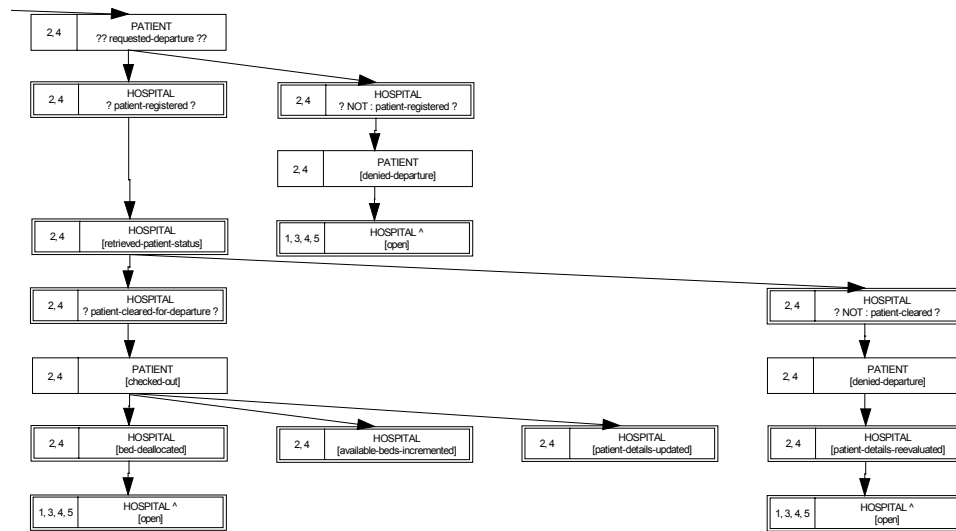 2, 4
PATIENT
?? requested-departure ??
2, 4
HOSPITAL
? patient-registered ?
2, 4
HOSPITAL
? NOT : patient-registered ?
2, 4
PATIENT
[denied-departure]
2, 4
HOSPITAL
[retrieved-patient-status]
1, 3, 4, 5
HOSPITAL ^
[open]
2, 4
HOSPITAL
? patient-cleared-for-departure ?
2, 4
HOSPITAL
? NOT : patient-cleared ?
2, 4
PATIENT
[checked-out]
2, 4
PATIENT
[denied-departure]
2, 4
HOSPITAL
[bed-deallocated]
2, 4
HOSPITAL
[available-beds-incremented]
2, 4
HOSPITAL
[patient-details-updated]
2, 4
HOSPITAL
[patient-details-reevaluated]
1, 3, 4, 5
HOSPITAL ^
[open]
1, 3, 4, 5
HOSPITAL ^
[open]